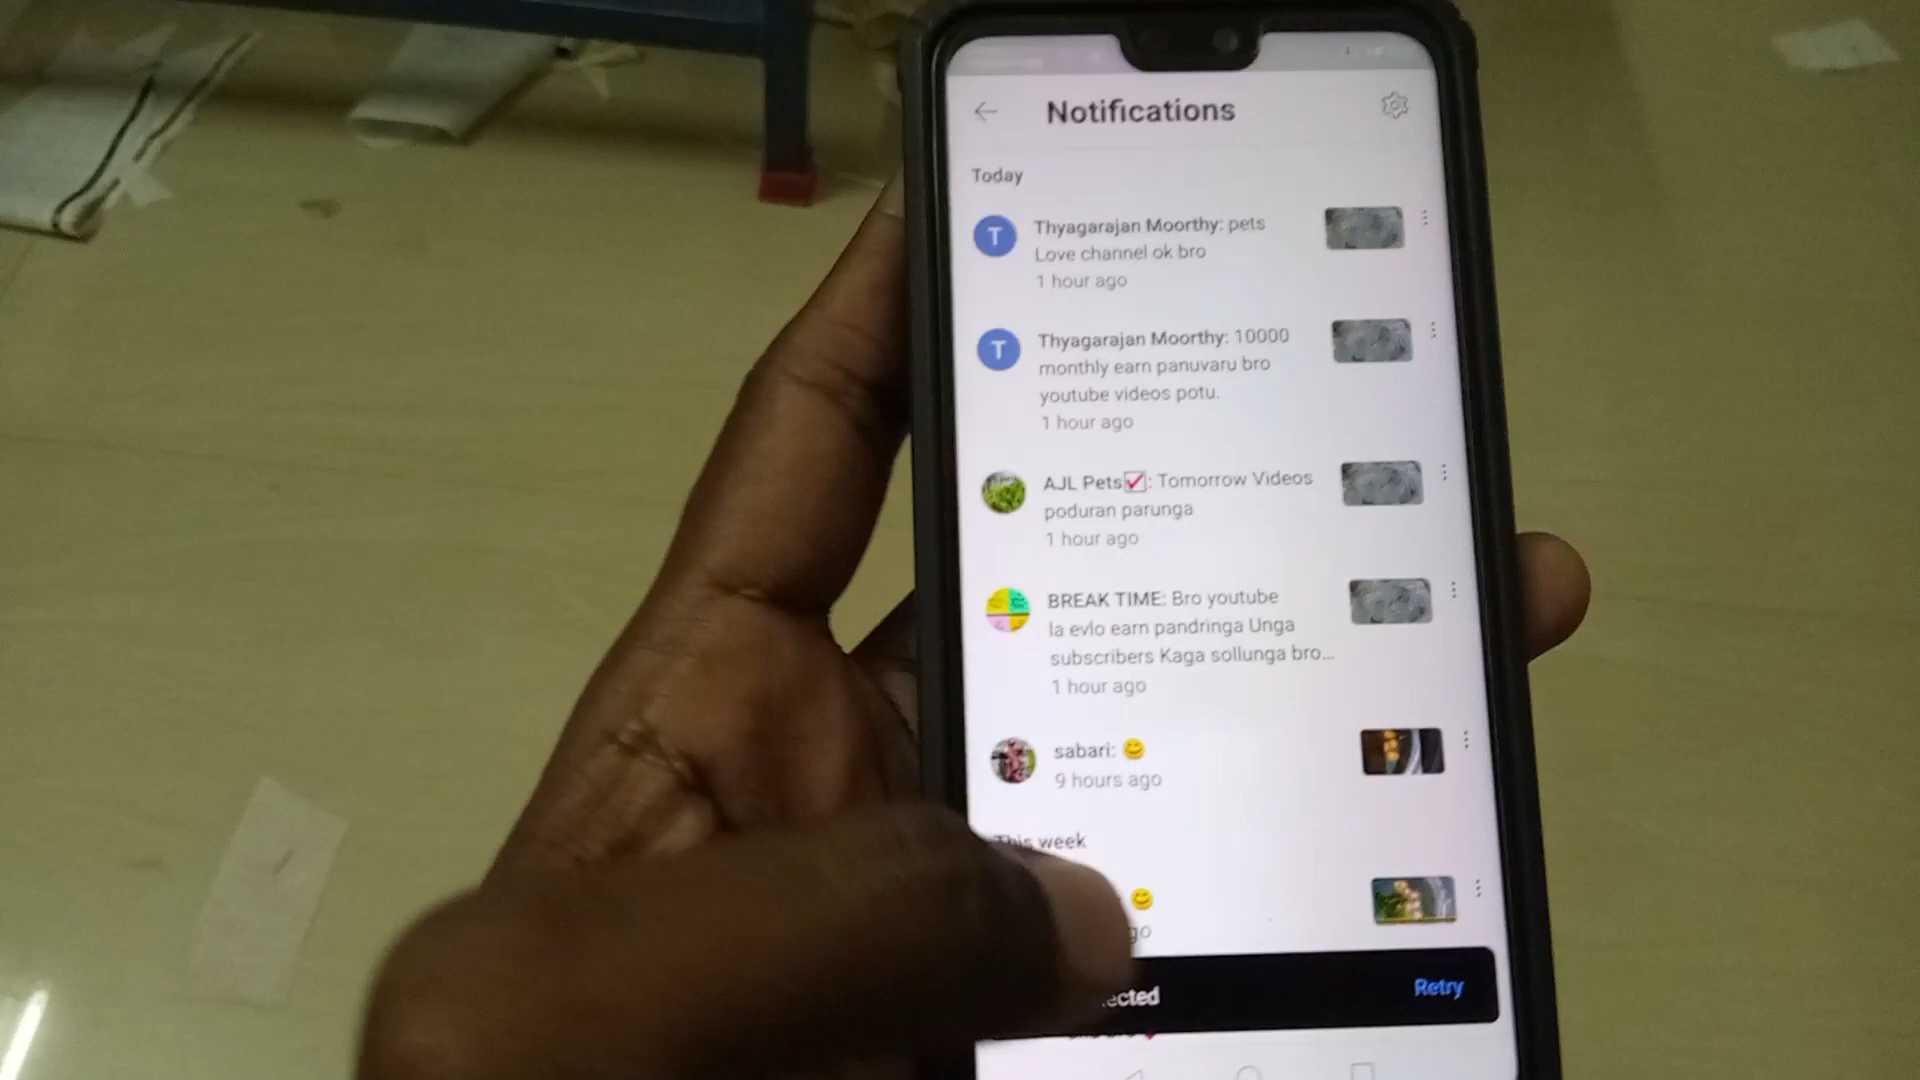 Notifications
Today
T
Thyagarajan Moorthy: pets
Love channel ok bro
1 hour ago
T
Thyagarajan Moorthy: 10000
monthly earn panuvaru bro
youtube videos potu.
1 hour ago
AJL Pets✅: Tomorrow Videos
poduran parunga
1 hour ago
BREAK TIME: Bro youtube
la evlo earn pandringa Unga
subscribers Kaga sollunga bro...
1 hour ago
sabari: 😊
9 hours ago
This week
😊
Retry